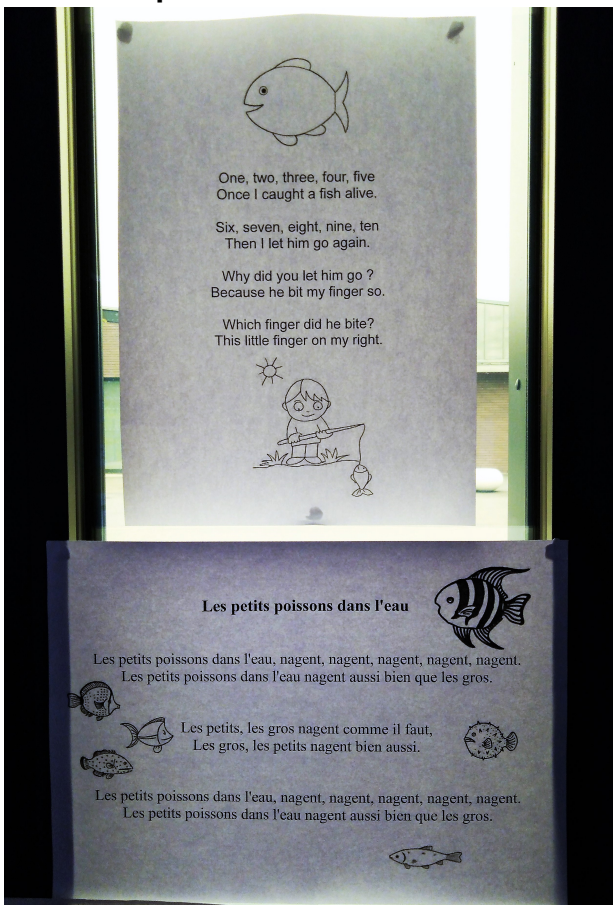 One, two, three, four, five
Once I caught a fish alive.
Six, seven, eight, nine, ten
Then I let him go again.
Why did you let him go ?
Because he bit my finger so.
Which finger did he bite?
This little finger on my right.
Les petits poissons dans l'eau
Les petits poissons dans l'eau, nagent, nagent, nagent, nagent, nagent.
Les petits poissons dans l'eau nagent aussi bien que les gros.
Les petits, les gros nagent comme il faut,
Les gros, les petits nagent bien aussi.
Les petits poissons dans l'eau, nagent, nagent, nagent, nagent, nagent.
Les petits poissons dans l'eau nagent aussi bien que les gros.